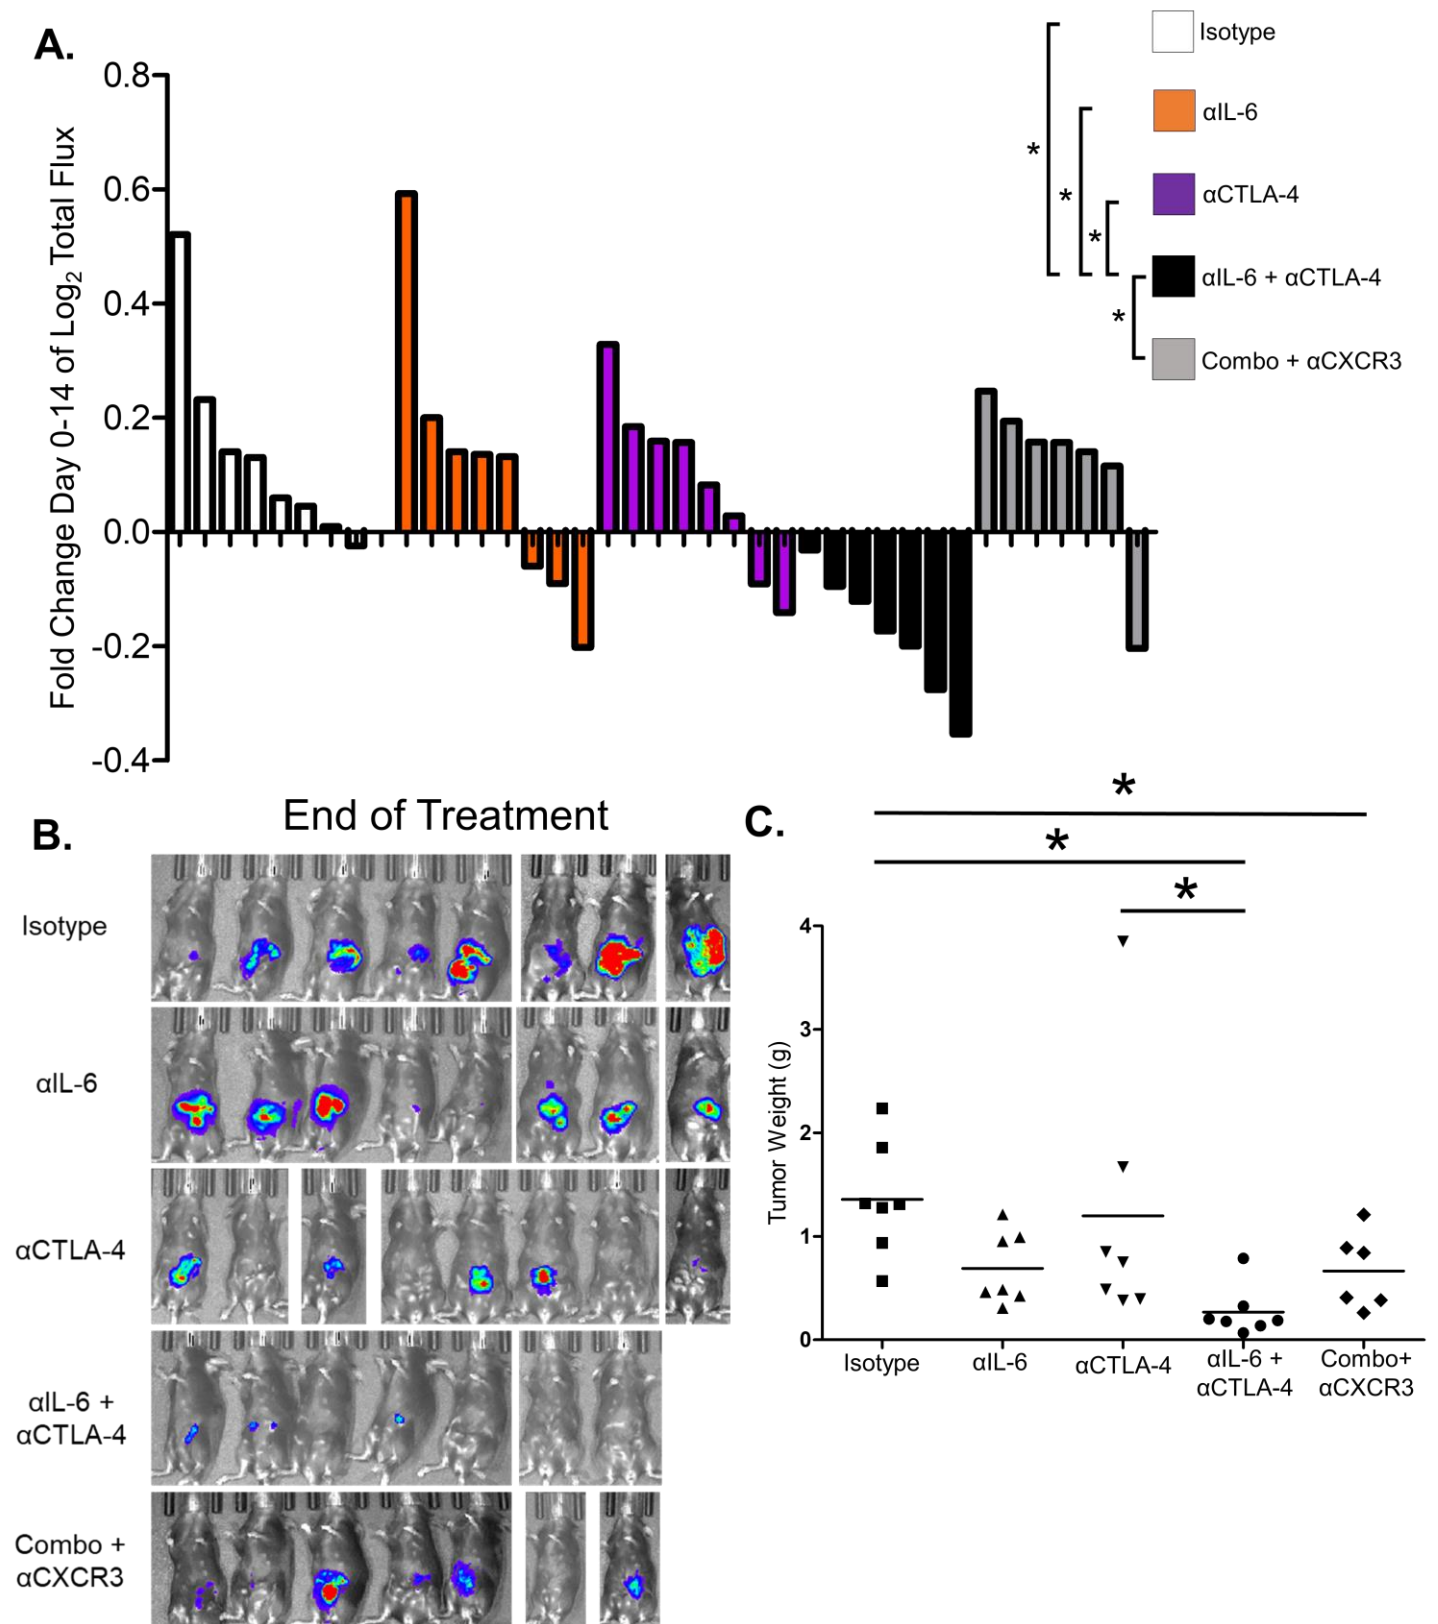 A.
Fold Change Day 0-14 of Log₂ Total Flux
0.8
0.6
0.4
0.2
0.0
-0.2
-0.4
*
*
*
*
Isotype
αIL-6
αCTLA-4
αIL-6 + αCTLA-4
Combo + αCXCR3
B.
End of Treatment
Isotype
αIL-6
αCTLA-4
αIL-6 +
αCTLA-4
Combo +
αCXCR3
C.
*
*
*
Tumor Weight (g)
4
3
2
1
0
Isotype
αIL-6
αCTLA-4
αIL-6 +
αCTLA-4
Combo+
αCXCR3